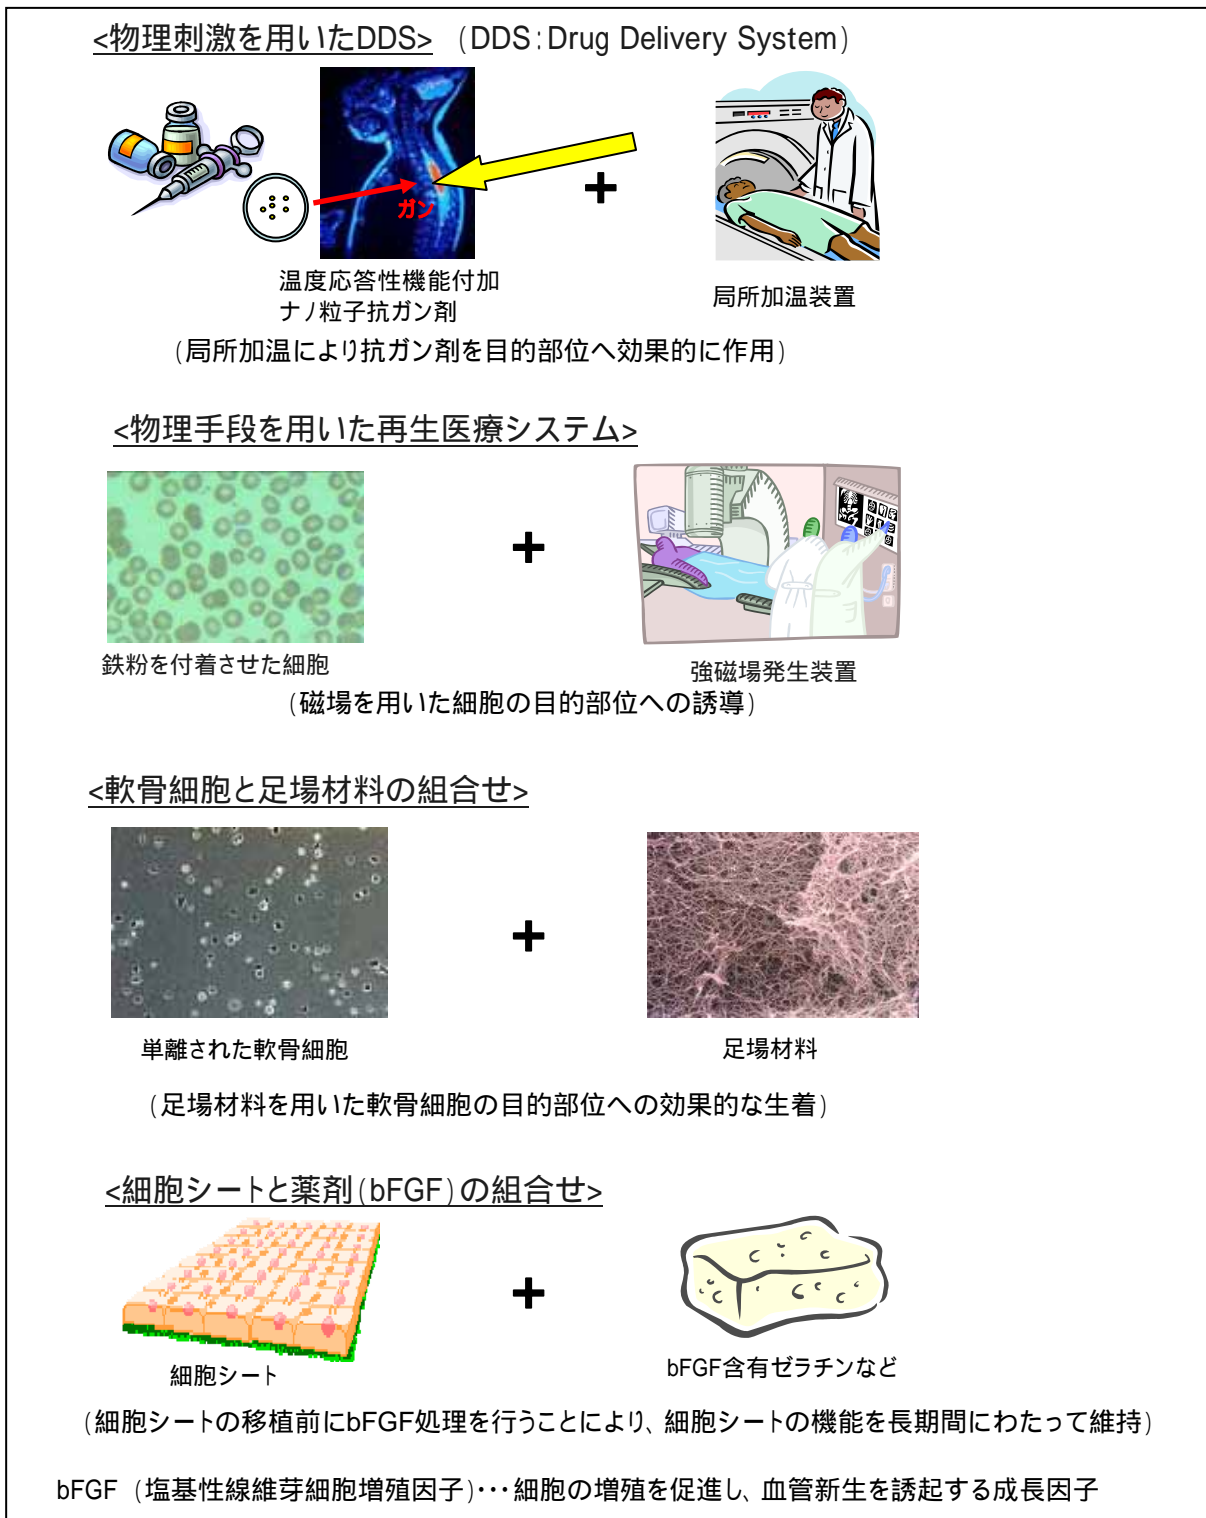 <物理刺激を用いたDDS> (DDS:Drug Delivery System)
ガン
+
温度応答性機能付加
ナノ粒子抗ガン剤
局所加温装置
(局所加温により抗ガン剤を目的部位へ効果的に作用)
<物理手段を用いた再生医療システム>
+
鉄粉を付着させた細胞
強磁場発生装置
(磁場を用いた細胞の目的部位への誘導)
<軟骨細胞と足場材料の組合せ>
+
単離された軟骨細胞
足場材料
(足場材料を用いた軟骨細胞の目的部位への効果的な生着)
<細胞シートと薬剤(bFGF)の組合せ>
+
細胞シート
bFGF含有ゼラチンなど
(細胞シートの移植前にbFGF処理を行うことにより、細胞シートの機能を長期間にわたって維持)
bFGF (塩基性線維芽細胞増殖因子)・・・細胞の増殖を促進し、血管新生を誘起する成長因子